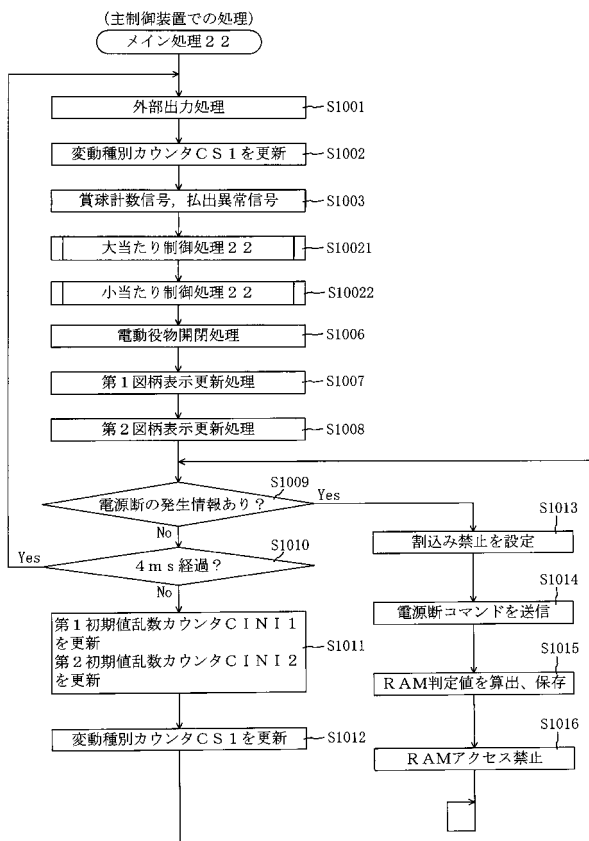 (主制御装置での処理)
メイン処理２２
外部出力処理
S1001
変動種別カウンタＣＳ１を更新
S1002
賞球計数信号，払出異常信号
S1003
大当たり制御処理２２
S10021
小当たり制御処理２２
S10022
電動役物開閉処理
S1006
第１図柄表示更新処理
S1007
第２図柄表示更新処理
S1008
S1009
電源断の発生情報あり？
Yes
No
S1010
４ｍｓ経過？
Yes
No
第１初期値乱数カウンタＣＩＮＩ１
を更新
第２初期値乱数カウンタＣＩＮＩ２
を更新
S1011
変動種別カウンタＣＳ１を更新
S1012
S1013
割込み禁止を設定
S1014
電源断コマンドを送信
S1015
ＲＡＭ判定値を算出、保存
S1016
ＲＡＭアクセス禁止